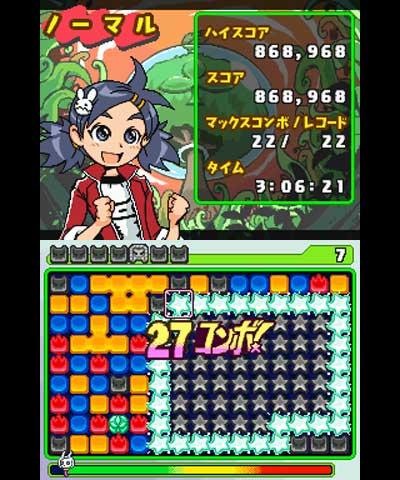 ノーマル
ハイスコア
868,968
スコア
868,968
マックスコンボ/レコード
22/ 22
タイム
3:06:21
7
27コンボ!